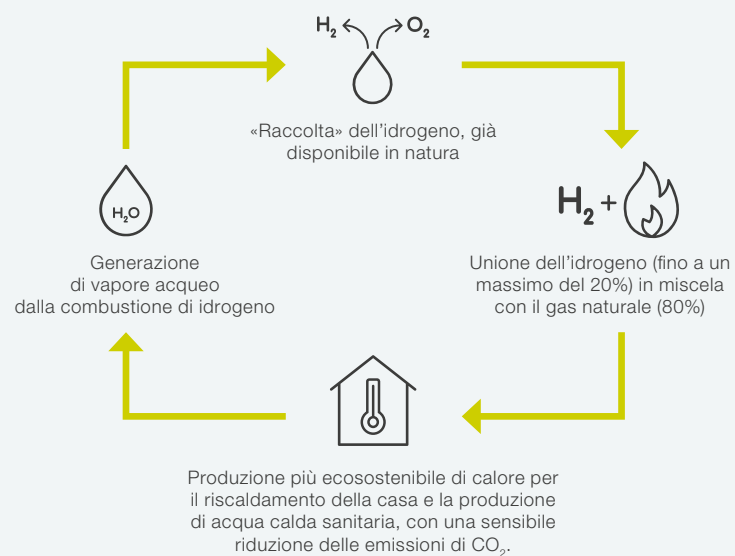 H₂ O₂
«Raccolta» dell'idrogeno, già
disponibile in natura
H₂ +
Unione dell'idrogeno (fino a un
massimo del 20%) in miscela
con il gas naturale (80%)
Produzione più ecosostenibile di calore per
il riscaldamento della casa e la produzione
di acqua calda sanitaria, con una sensibile
riduzione delle emissioni di CO₂.
H₂O
Generazione
di vapore acqueo
dalla combustione di idrogeno